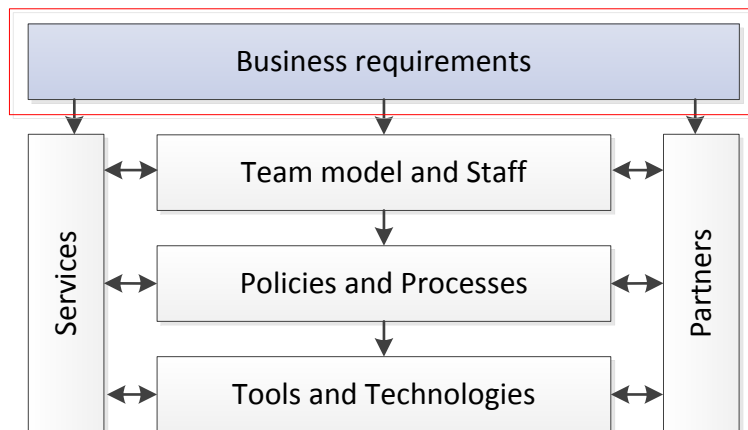 Business requirements
Team model and Staff
Services
Policies and Processes
Partners
Tools and Technologies